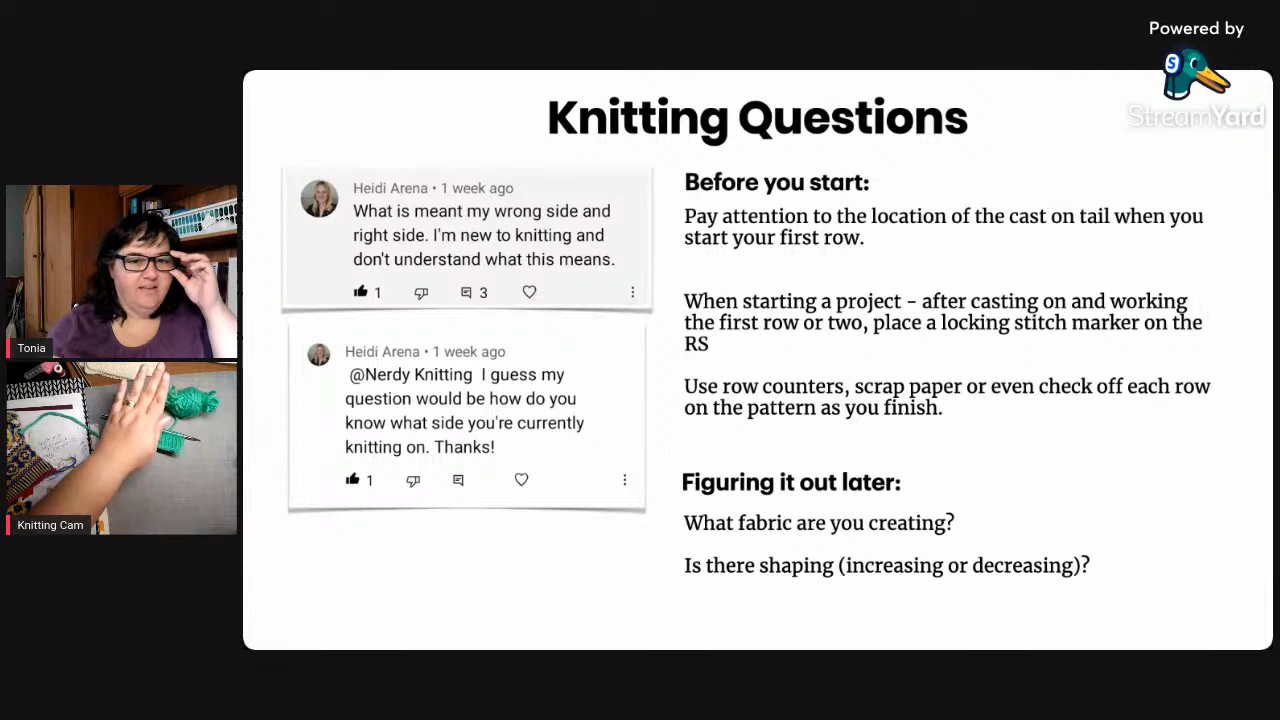 Powered by
StreamYard
Knitting Questions
Heidi Arena • 1 week ago
What is meant my wrong side and
right side. I'm new to knitting and
don't understand what this means.
1
3
Heidi Arena • 1 week ago
@Nerdy Knitting I guess my
question would be how do you
know what side you're currently
knitting on. Thanks!
1
Before you start:
Pay attention to the location of the cast on tail when you
start your first row.
When starting a project - after casting on and working
the first row or two, place a locking stitch marker on the
RS
Use row counters, scrap paper or even check off each row
on the pattern as you finish.
Figuring it out later:
What fabric are you creating?
Is there shaping (increasing or decreasing)?
Tonia
Knitting Cam